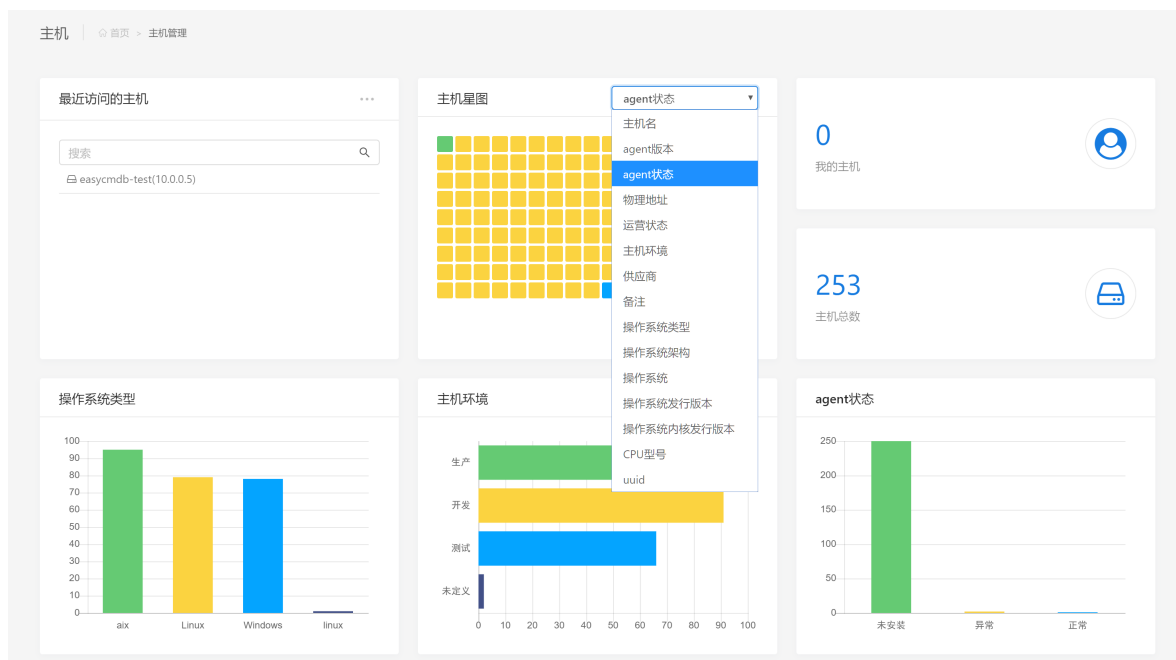 主机 首页 > 主机管理
最近访问的主机 ...
搜索
easycmdb-test(10.0.0.5)
主机星图 agent状态
主机名
agent版本
agent状态
物理地址
运营状态
主机环境
供应商
备注
操作系统类型
操作系统架构
操作系统
操作系统发行版本
操作系统内核发行版本
CPU型号
uuid
0
我的主机
253
主机总数
操作系统类型
100
90
80
70
60
50
40
30
20
10
0
aix Linux Windows linux
主机环境
生产
开发
测试
未定义
0 10 20 30 40 50 60 70 80 90 100
agent状态
250
200
150
100
50
0
未安装 异常 正常